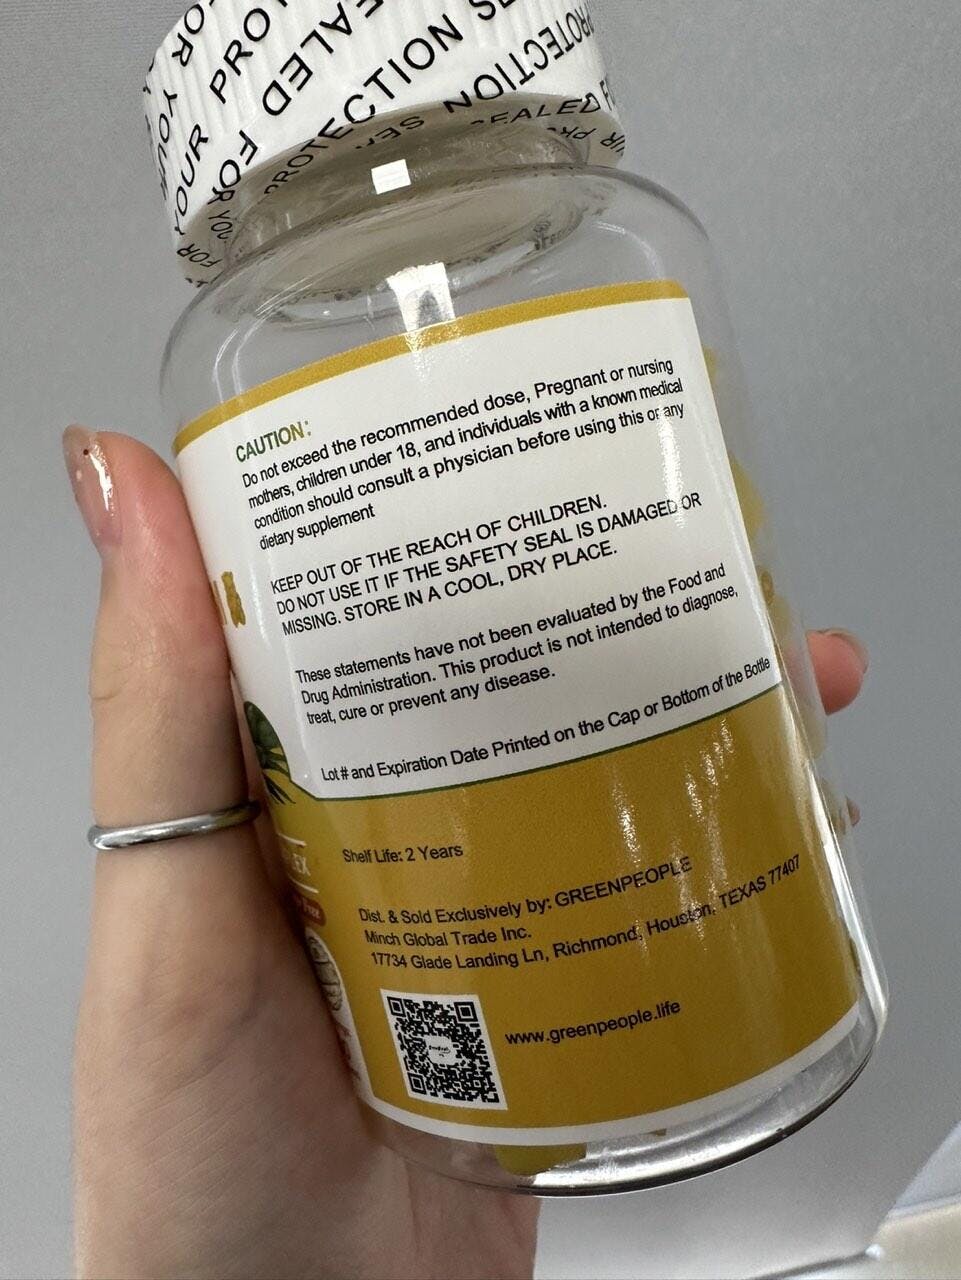 YOUR PRO
SEALED
FOR PROTECTION
PROTECTION
SEALED
FOR YOUR
CAUTION:
Do not exceed the recommended dose, Pregnant or nursing
mothers, children under 18, and individuals with a known medical
condition should consult a physician before using this or any
dietary supplement
KEEP OUT OF THE REACH OF CHILDREN.
DO NOT USE IT IF THE SAFETY SEAL IS DAMAGED OR
MISSING. STORE IN A COOL, DRY PLACE.
These statements have not been evaluated by the Food and
Drug Administration. This product is not intended to diagnose,
treat, cure or prevent any disease.
Lot # and Expiration Date Printed on the Cap or Bottom of the Bottle
Shelf Life: 2 Years
EX
Free
Dist. & Sold Exclusively by: GREENPEOPLE
Minch Global Trade Inc.
17734 Glade Landing Ln, Richmond, Houston, TEXAS 77407
www.greenpeople.life